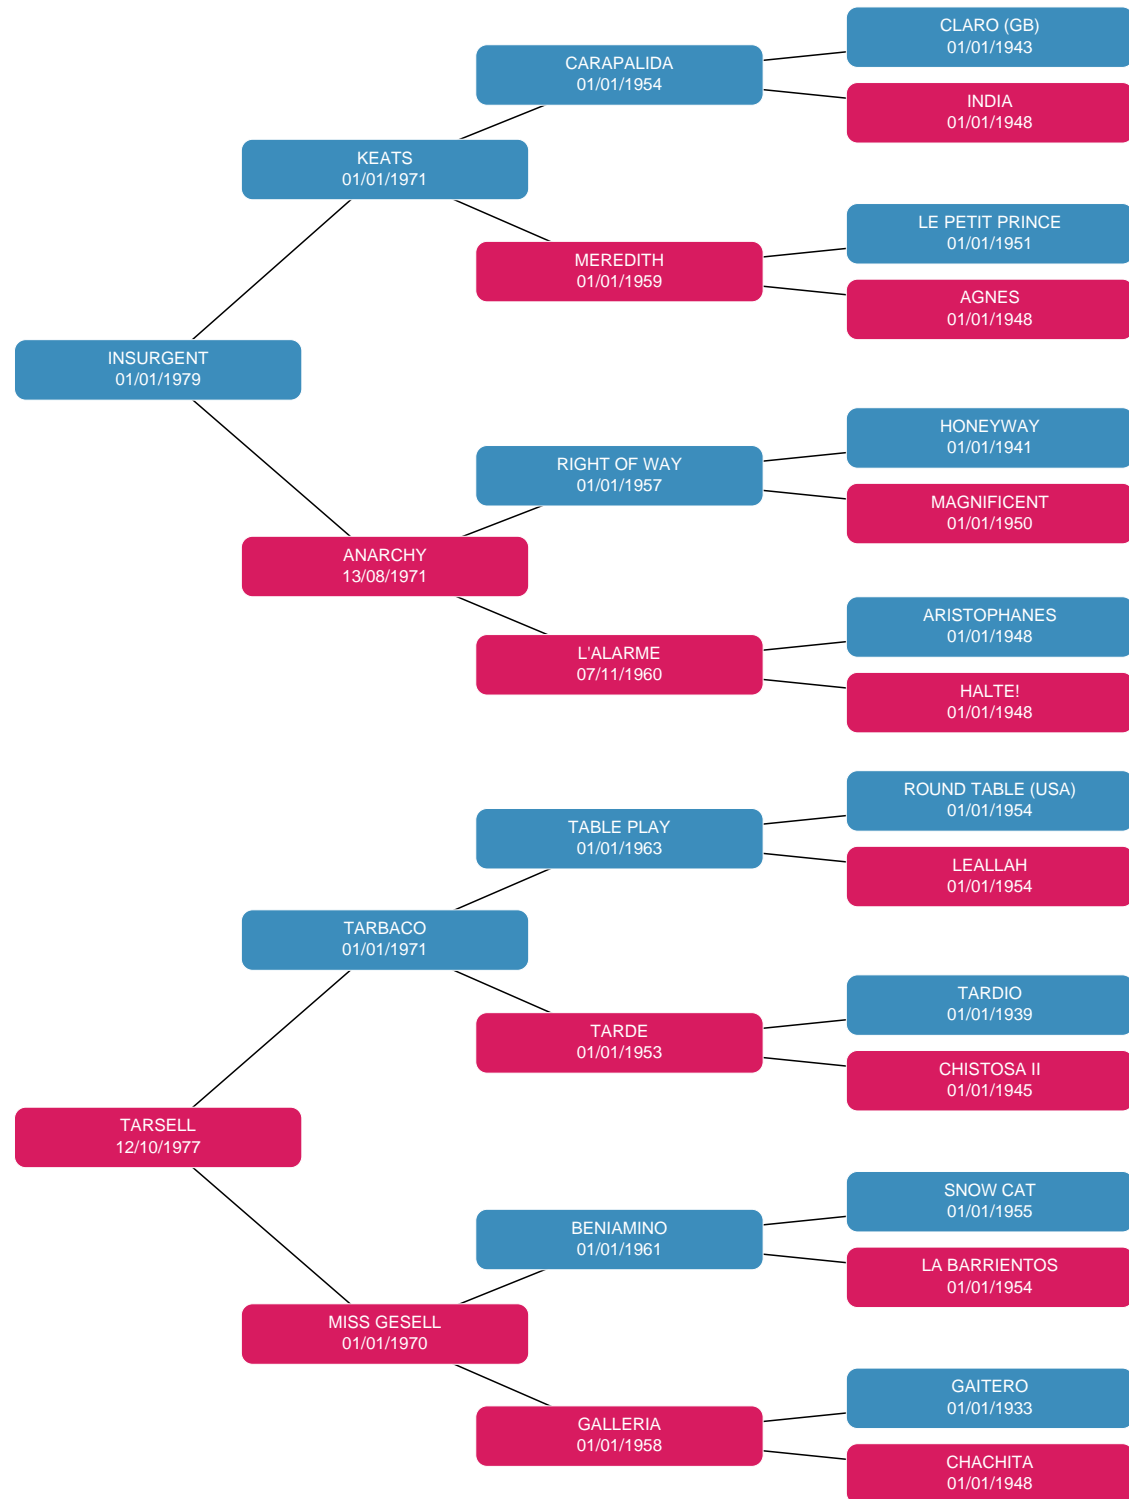 CLARO (GB)
01/01/1943
CARAPALIDA
01/01/1954
INDIA
01/01/1948
KEATS
01/01/1971
LE PETIT PRINCE
01/01/1951
MEREDITH
01/01/1959
AGNES
01/01/1948
INSURGENT
01/01/1979
HONEYWAY
01/01/1941
RIGHT OF WAY
01/01/1957
MAGNIFICENT
01/01/1950
ANARCHY
13/08/1971
ARISTOPHANES
01/01/1948
L'ALARME
07/11/1960
HALTE!
01/01/1948
ROUND TABLE (USA)
01/01/1954
TABLE PLAY
01/01/1963
LEALLAH
01/01/1954
TARBACO
01/01/1971
TARDIO
01/01/1939
TARDE
01/01/1953
CHISTOSA II
01/01/1945
TARSELL
12/10/1977
SNOW CAT
01/01/1955
BENIAMINO
01/01/1961
LA BARRIENTOS
01/01/1954
MISS GESELL
01/01/1970
GAITERO
01/01/1933
GALLERIA
01/01/1958
CHACHITA
01/01/1948